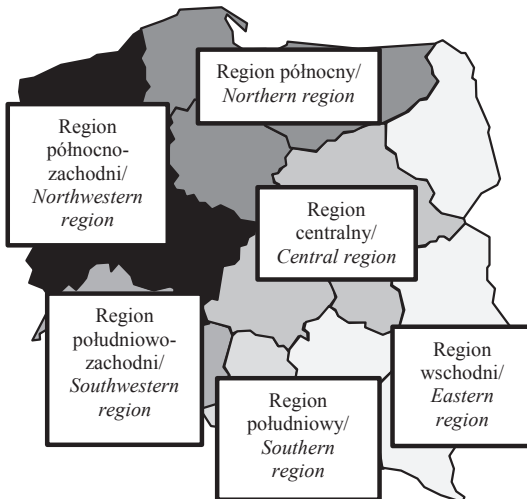 Region północny/
Northern region
Region
północno-
zachodni/
Northwestern
region
Region
centralny/
Central region
Region
południowo-
zachodni/
Southwestern
region
Region
południowy/
Southern
region
Region
wschodni/
Eastern
region